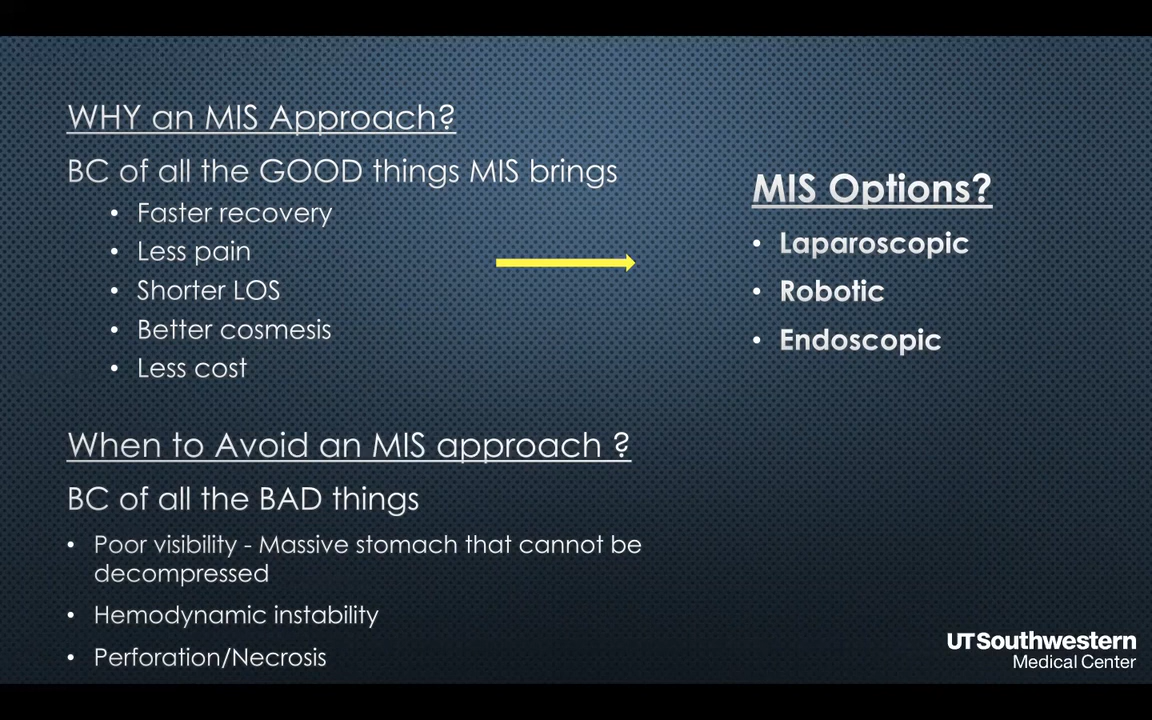 WHY an MIS Approach?
BC of all the GOOD things MIS brings
• Faster recovery
• Less pain
• Shorter LOS
• Better cosmesis
• Less cost
When to Avoid an MIS approach ?
BC of all the BAD things
• Poor visibility - Massive stomach that cannot be
decompressed
• Hemodynamic instability
• Perforation/Necrosis
MIS Options?
• Laparoscopic
• Robotic
• Endoscopic
UTSouthwestern
Medical Center